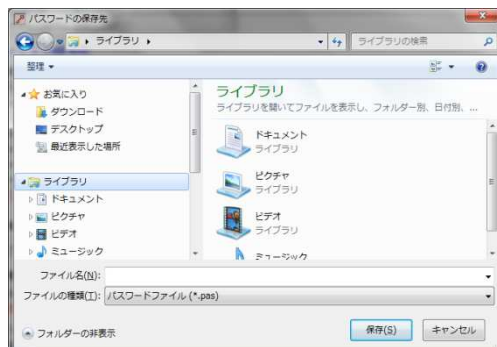 パスワードの保存先
ライブラリ
ライブラリの検索
整理
お気に入り
ダウンロード
デスクトップ
最近表示した場所
ライブラリ
ドキュメント
ピクチャ
ビデオ
ミュージック
ライブラリ
ライブラリを開いてファイルを表示し、フォルダー別、日付別、...
ドキュメント
ライブラリ
ピクチャ
ライブラリ
ビデオ
ライブラリ
ミュージック
ファイル名(N):
ファイルの種類(T): パスワードファイル (*.pas)
フォルダーの非表示
保存(S)
キャンセル